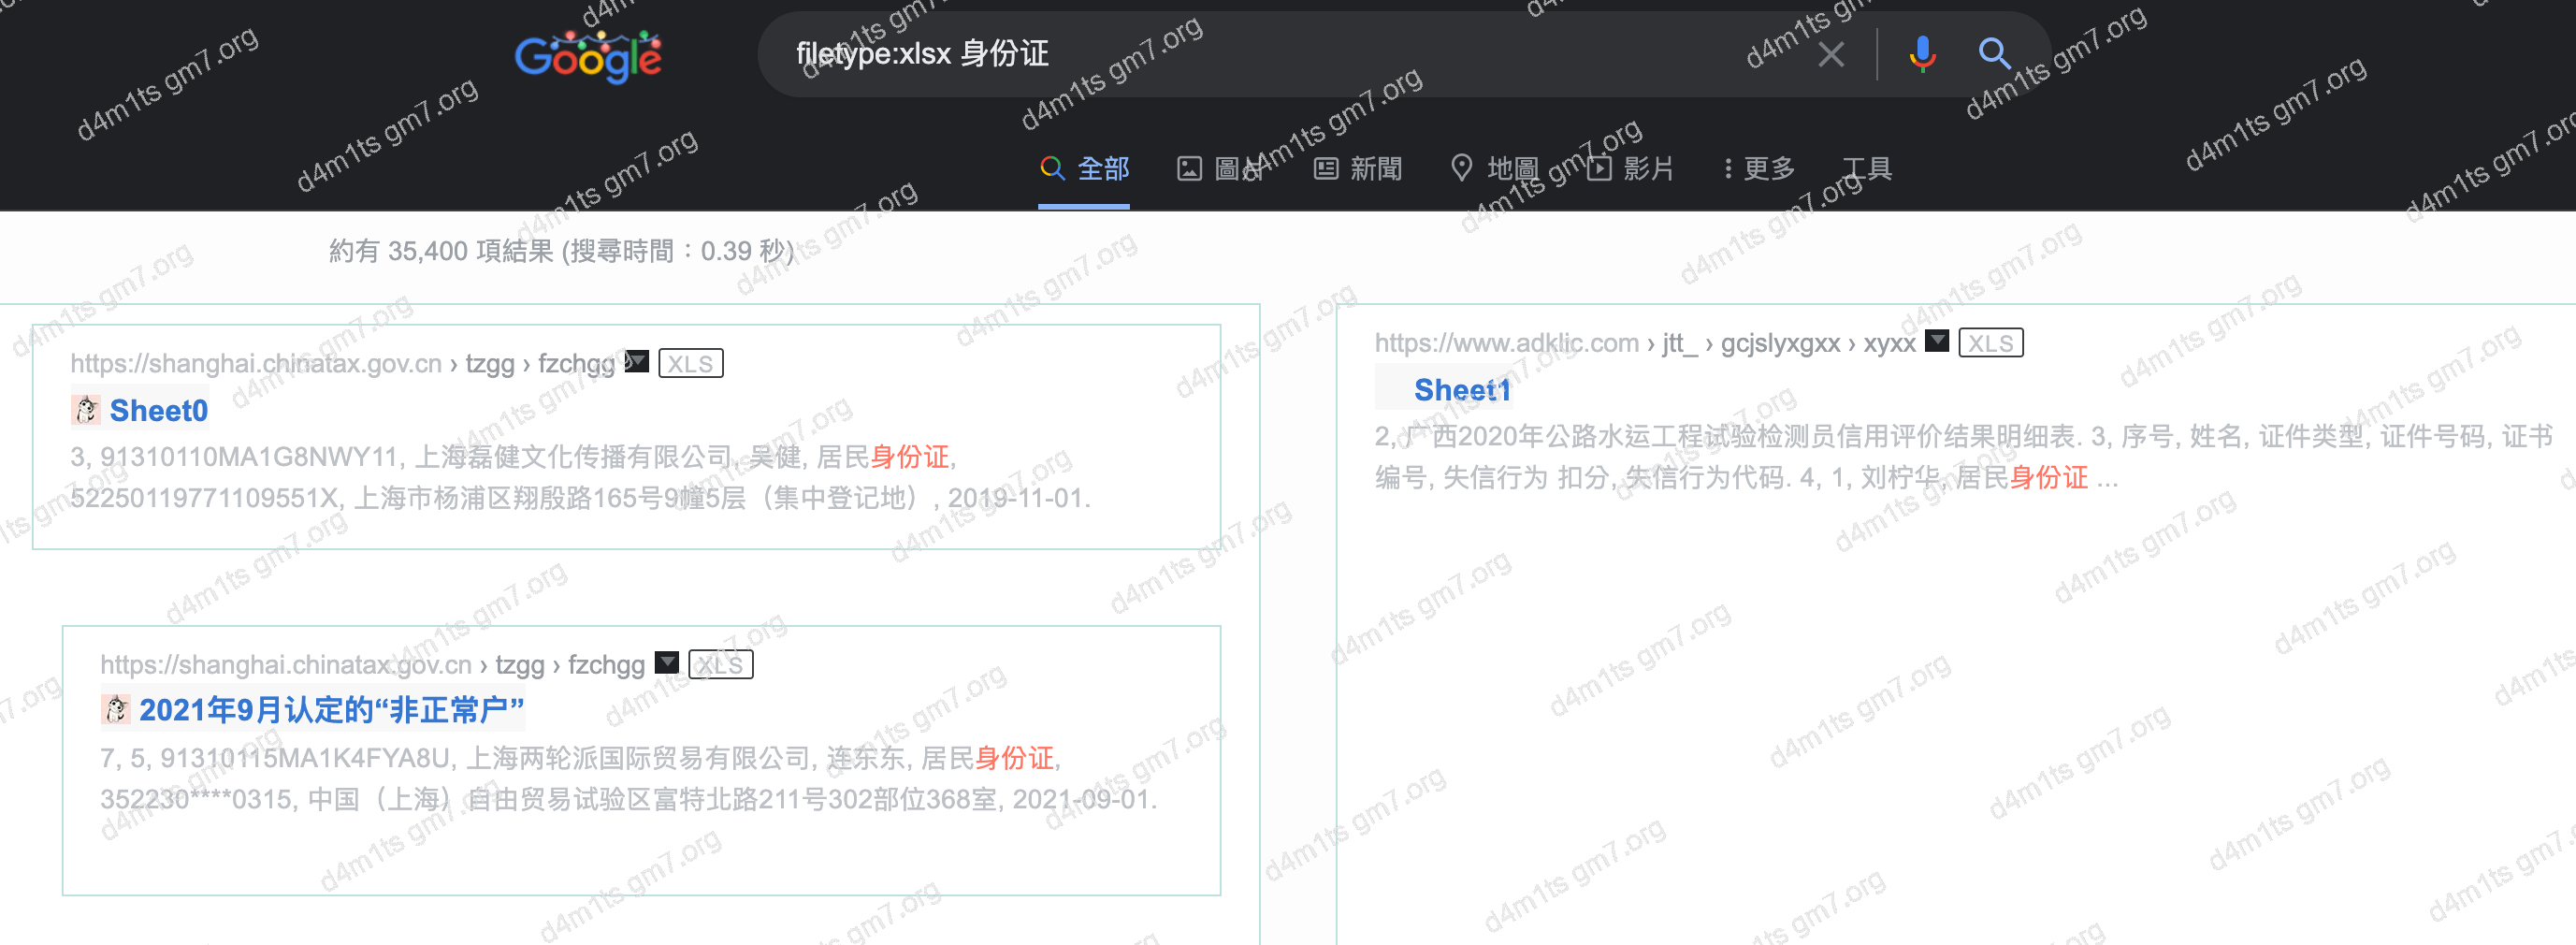 Google
filetype:xlsx 身份证
全部 圖片 新聞 地圖 影片 更多 工具
約有 35,400 項結果 (搜尋時間：0.39 秒)
https://shanghai.chinatax.gov.cn › tzgg › fzchgg XLS
Sheet0
3, 91310110MA1G8NWY11, 上海磊健文化传播有限公司, 吴健, 居民身份证,
52250119771109551X, 上海市杨浦区翔殷路165号9幢5层（集中登记地）, 2019-11-01.
https://shanghai.chinatax.gov.cn › tzgg › fzchgg XLS
2021年9月认定的“非正常户”
7, 5, 91310115MA1K4FYA8U, 上海两轮派国际贸易有限公司, 连东东, 居民身份证,
352230****0315, 中国（上海）自由贸易试验区富特北路211号302部位368室, 2021-09-01.
https://www.adklic.com › jtt_ › gcjslyxgxx › xyxx XLS
Sheet1
2, 广西2020年公路水运工程试验检测员信用评价结果明细表. 3, 序号, 姓名, 证件类型, 证件号码, 证书
编号, 失信行为 扣分, 失信行为代码. 4, 1, 刘柠华, 居民身份证 ...
d4m1ts gm7.org